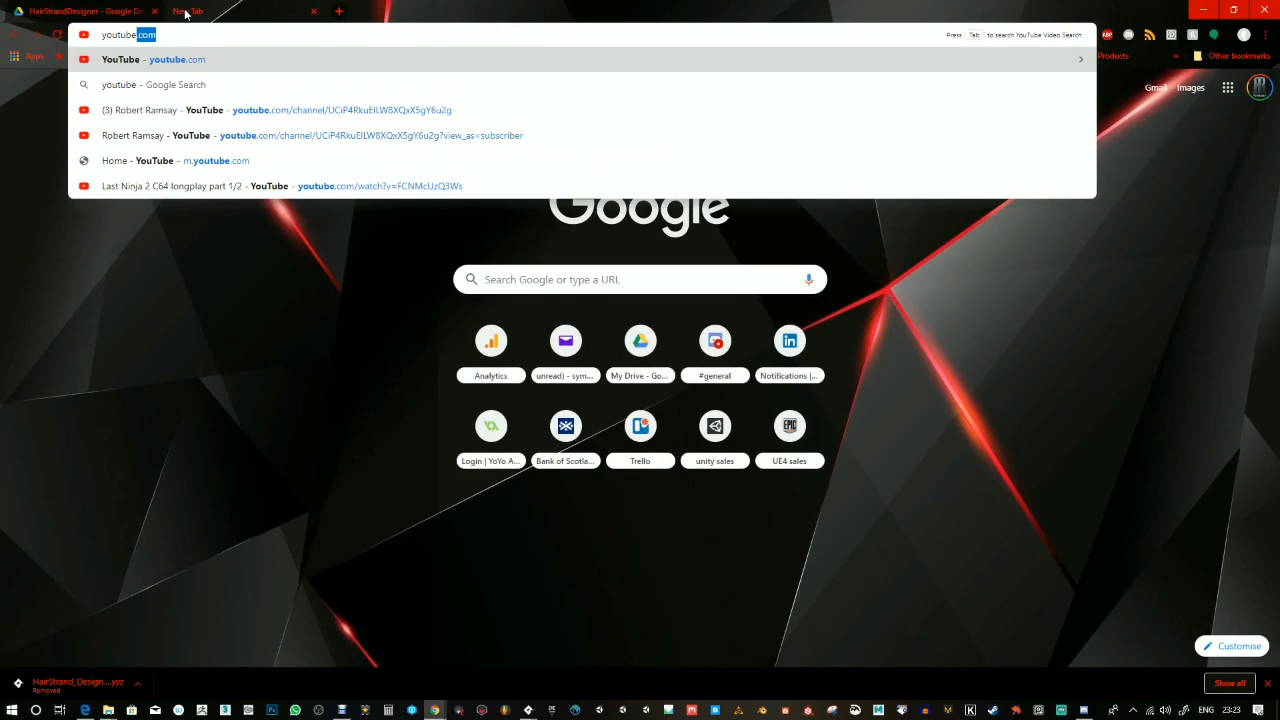 HairStrandDesigner - Google Dr
New Tab
youtube.com
Press Tab to search YouTube Video Search
YouTube - youtube.com
youtube - Google Search
(3) Robert Ramsay - YouTube - youtube.com/channel/UCiP4RkuEILW8XQxX5gY6u2g
Robert Ramsay - YouTube - youtube.com/channel/UCiP4RkuEILW8XQxX5gY6u2g?view_as=subscriber
Home - YouTube - m.youtube.com
Last Ninja 2 C64 longplay part 1/2 - YouTube - youtube.com/watch?v=FCNMcUzQ3Ws
Apps
Products
Other bookmarks
Gmail Images
Google
Search Google or type a URL
Analytics
unread) - sym...
My Drive - Go...
#general
Notifications |...
Login | YoYo A...
Bank of Scotla...
Trello
unity sales
UE4 sales
Customise
HairStrand_Design....yyz
Removed
Show all
ENG 23:23